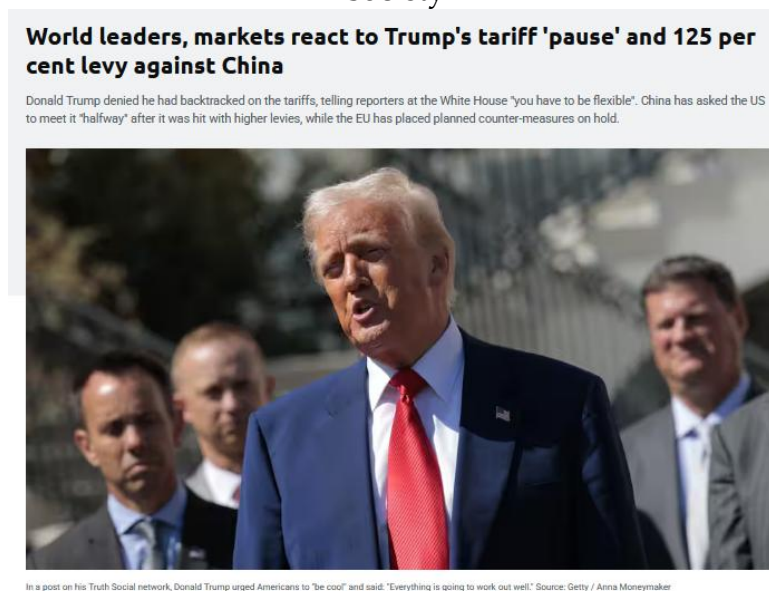 World leaders, markets react to Trump's tariff 'pause' and 125 per
cent levy against China
Donald Trump denied he had backtracked on the tariffs, telling reporters at the White House "you have to be flexible". China has asked the US
to meet it "halfway" after it was hit with higher levies, while the EU has placed planned counter-measures on hold.
In a post on his Truth Social network, Donald Trump urged Americans to "be cool" and said: "Everything is going to work out well." Source: Getty / Anna Moneymaker